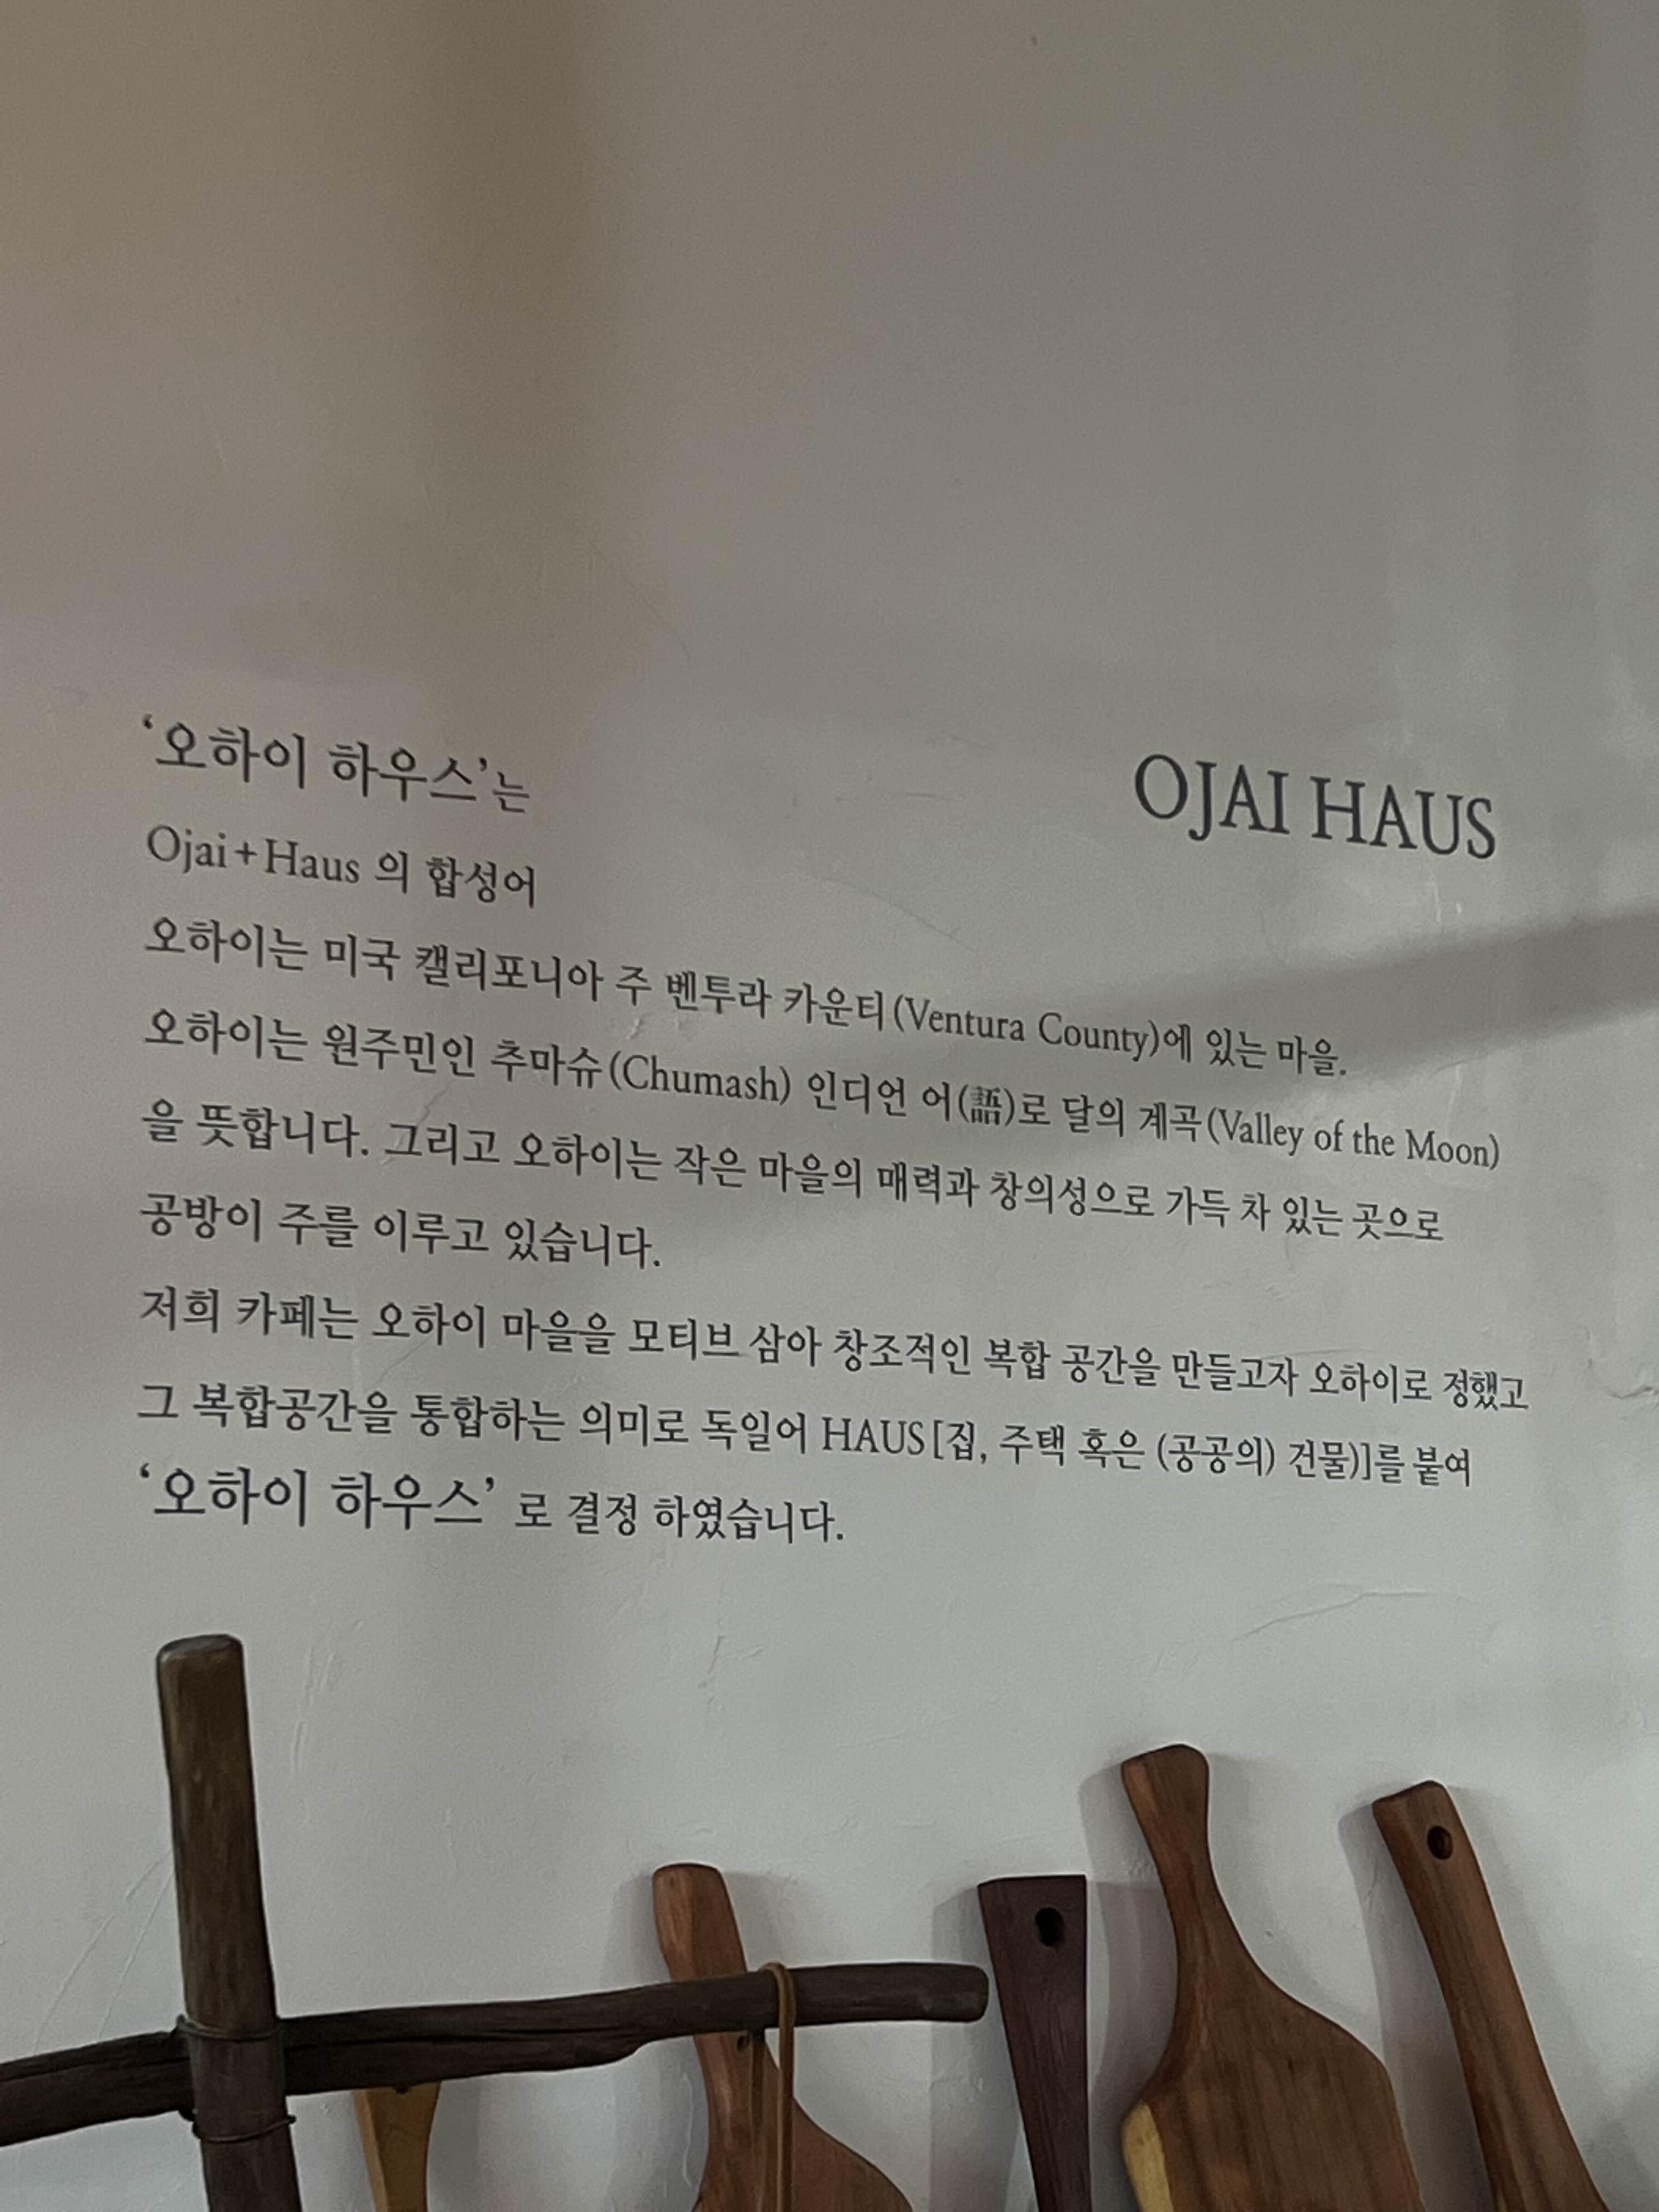 ‘오하이 하우스’는
OJAI HAUS
Ojai+Haus 의 합성어
오하이는 미국 캘리포니아 주 벤투라 카운티(Ventura County)에 있는 마을.
오하이는 원주민인 추마슈(Chumash) 인디언 어(語)로 달의 계곡(Valley of the Moon)
을 뜻합니다. 그리고 오하이는 작은 마을의 매력과 창의성으로 가득 차 있는 곳으로
공방이 주를 이루고 있습니다.
저희 카페는 오하이 마을을 모티브 삼아 창조적인 복합 공간을 만들고자 오하이로 정했고
그 복합공간을 통합하는 의미로 독일어 HAUS[집, 주택 혹은 (공공의) 건물)]를 붙여
‘오하이 하우스’ 로 결정 하였습니다.